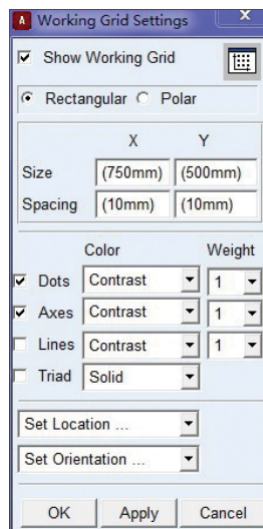 Working Grid Settings X
Show Working Grid
Rectangular Polar
X Y
Size (750mm) (500mm)
Spacing (10mm) (10mm)
Color Weight
Dots Contrast 1
Axes Contrast 1
Lines Contrast 1
Triad Solid
Set Location ...
Set Orientation ...
OK Apply Cancel